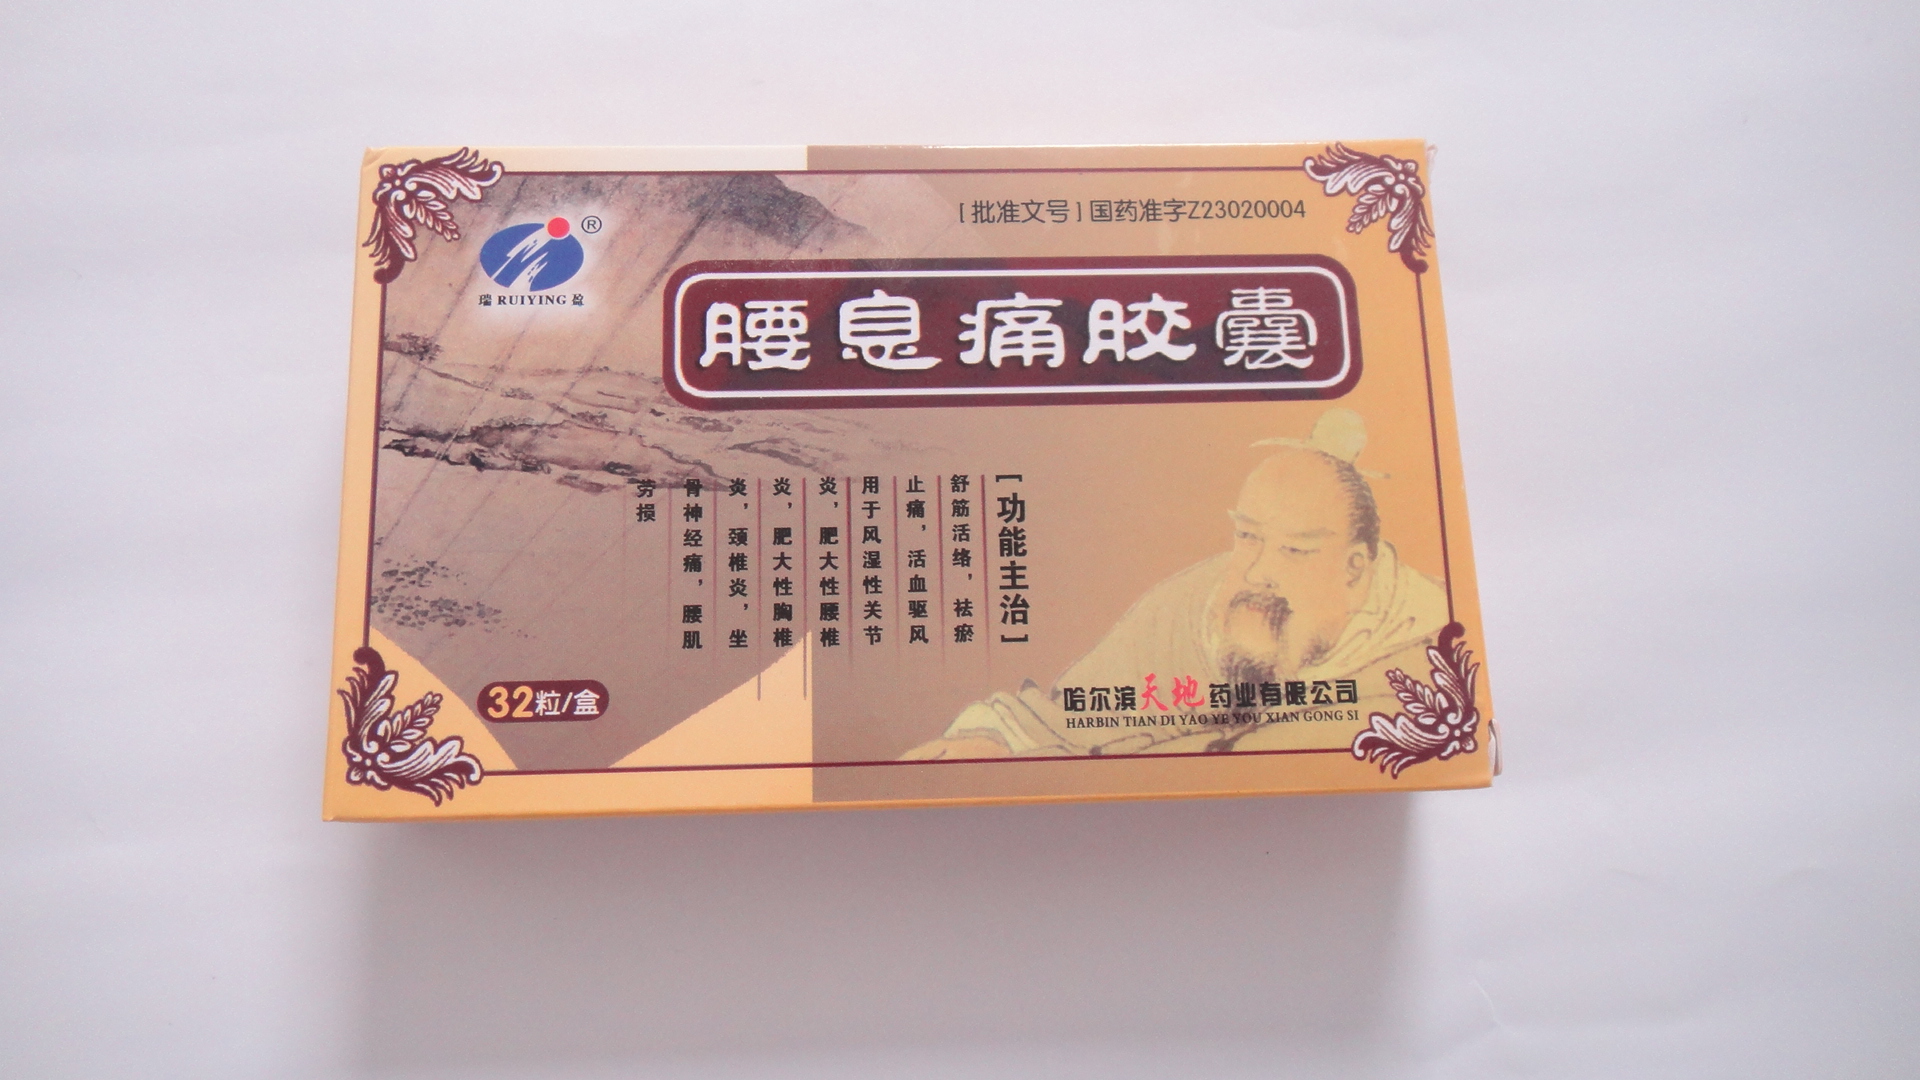 [批准文号]国药准字Z23020004
®
瑞 RUIYING 盈
腰息痛胶囊
[功能主治]
舒筋活络，祛瘀
止痛，活血驱风
用于风湿性关节
炎，肥大性腰椎
炎，肥大性胸椎
炎，颈椎炎，坐
骨神经痛，腰肌
劳损
32粒/盒
哈尔滨天地药业有限公司
HARBIN TIAN DI YAO YE YOU XIAN GONG SI